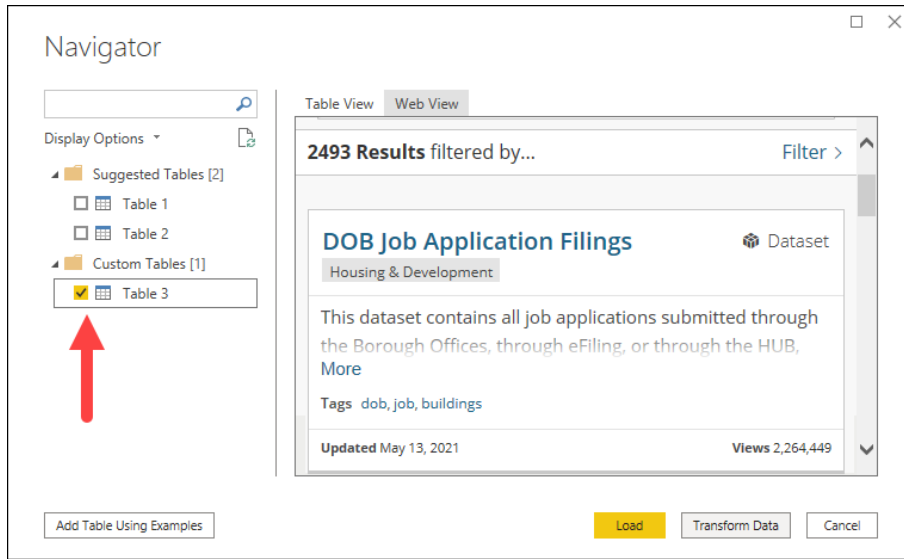 Navigator
Display Options
Suggested Tables [2]
Table 1
Table 2
Custom Tables [1]
Table 3
Table View Web View
2493 Results filtered by... Filter >
DOB Job Application Filings Dataset
Housing & Development
This dataset contains all job applications submitted through
the Borough Offices, through eFiling, or through the HUB,
More
Tags dob, job, buildings
Updated May 13, 2021 Views 2,264,449
Add Table Using Examples Load Transform Data Cancel